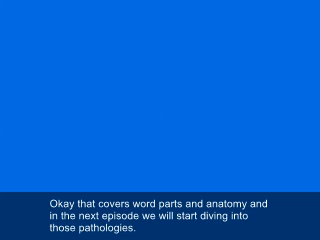 Okay that covers word parts and anatomy and
in the next episode we will start diving into
those pathologies.